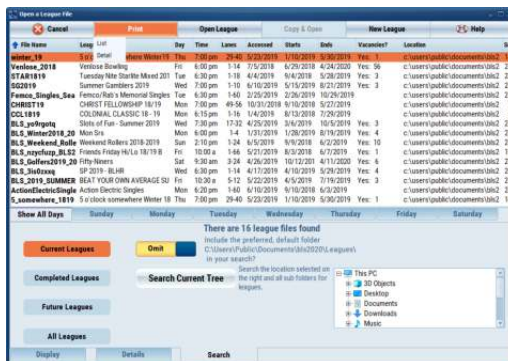 Open a League File
Cancel Print Open League Copy & Open New League Help
File Name Leag Day Time Lanes Accessed Starts Ends Vacancies? Location
List
Detail
winter_19 5 o'clo where Winter 19 Thu 7:00 pm 29-40 5/23/2019 1/10/2019 5/30/2019 Yes: 1 c:\users\public\documents\bls2
Venlose_2018 Venlose Bowling Fri 6:00 pm 1-14 7/5/2018 6/29/2018 4/24/2020 Yes: 56 c:\users\public\documents\bls2
STAR1819 Tuesday Nite Starlite Mixed 201 Tue 6:30 pm 1-18 4/4/2019 9/4/2018 5/28/2019 Yes: 3 c:\users\public\documents\bls2
SG2019 Summer Gamblers 2019 Wed 7:00 pm 1-10 6/10/2019 5/15/2019 8/21/2019 Yes: 3 c:\users\public\documents\bls2
Femco_Singles_Sea Femco/Rab's Memorial Singles Tue 6:30 pm 1-60 2/25/2019 2/26/2019 10/29/2019 c:\users\public\documents\bls2
CHRIST19 CHRIST FELLOWSHIP 18/19 Mon 7:00 pm 49-56 10/31/2018 9/10/2018 5/27/2019 c:\users\public\documents\bls2
CCL1819 COLONIAL CLASSIC 18 - 19 Mon 6:15 pm 1-16 1/4/2019 8/13/2018 7/29/2019 c:\users\public\documents\bls2
BLS_yo9rgotq Slots of Fun - Summer 2019 Wed 7:30 pm 17-32 4/25/2019 3/6/2019 10/5/2019 Yes: 3 c:\users\public\documents\bls2
BLS_Winter2018_20 Mon Srs Mon 6:00 pm 1-4 1/31/2019 1/28/2019 8/19/2019 Yes: 4 c:\users\public\documents\bls2
BLS_Weekend_Rolle Weekend Rollers 2018-2019 Sun 2:10 pm 1-24 6/5/2019 9/9/2018 6/2/2019 Yes: 10 c:\users\public\documents\bls2
BLS_nzycfuzp_BLS2 Friends Friday Hi/Lo 18/19 B Fri 10:00 a 1-66 5/21/2019 8/3/2018 6/7/2019 Yes: 1 c:\users\public\documents\bls2
BLS_Golfers2019_20 Fifty-Niners Sat 9:30 am 3-24 4/26/2019 10/12/201 4/11/2020 Yes: 6 c:\users\public\documents\bls2
BLS_3io0zxxq SP 2019 - BLHR Wed 6:30 pm 1-14 4/17/2019 4/10/2019 5/29/2019 Yes: 4 c:\users\public\documents\bls2
BLS_2019_SUMMER BEAT YOUR OWN AVERAGE SU Fri 10:30 a 5-12 5/22/2019 4/5/2019 7/19/2019 Yes: 3 c:\users\public\documents\bls2
ActionElectricSingle Action Electric Singles Mon 6:20 pm 1-60 6/10/2019 9/10/2018 6/3/2019 c:\users\public\documents\bls2
5_somewhere_1819 5 o'clock somewhere Winter 18 Thu 7:00 pm 29-40 5/23/2019 1/10/2019 5/30/2019 Yes: 1 c:\users\public\documents\bls2
Show All Days Sunday Monday Tuesday Wednesday Thursday Friday Saturday
There are 16 league files found
Current Leagues
Omit
Include the preferred, default folder
C:\Users\Public\Documents\bls2020\Leagues\
in your search?
Completed Leagues
Search Current Tree
Search the location selected on
the right and all sub folders for
leagues.
This PC
3D Objects
Desktop
Documents
Downloads
Music
Future Leagues
All Leagues
Display Details Search